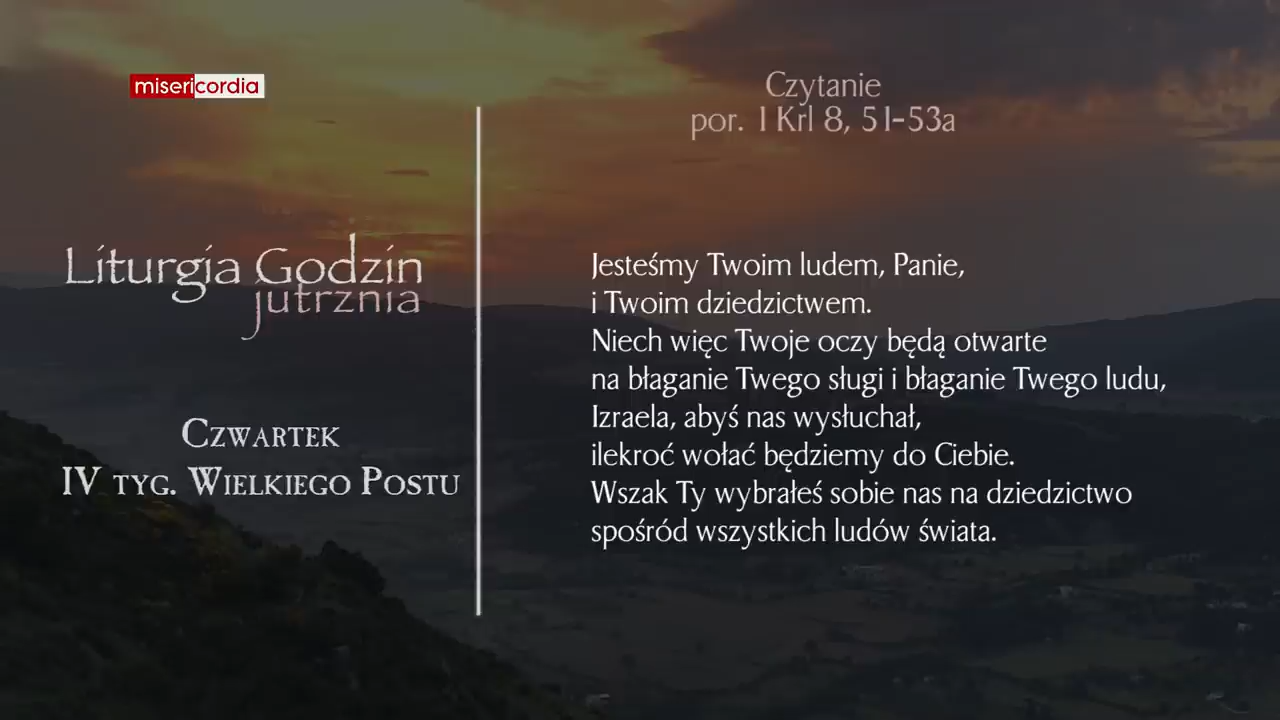 misericordia
Liturgia Godzin
jutrznia
Czwartek
IV tyg. Wielkiego Postu
Czytanie
por. 1 Krl 8, 51-53a
Jesteśmy Twoim ludem, Panie,
i Twoim dziedzictwem.
Niech więc Twoje oczy będą otwarte
na błaganie Twego sługi i błaganie Twego ludu,
Izraela, abyś nas wysłuchał,
ilekroć wołać będziemy do Ciebie.
Wszak Ty wybrałeś sobie nas na dziedzictwo
spośród wszystkich ludów świata.